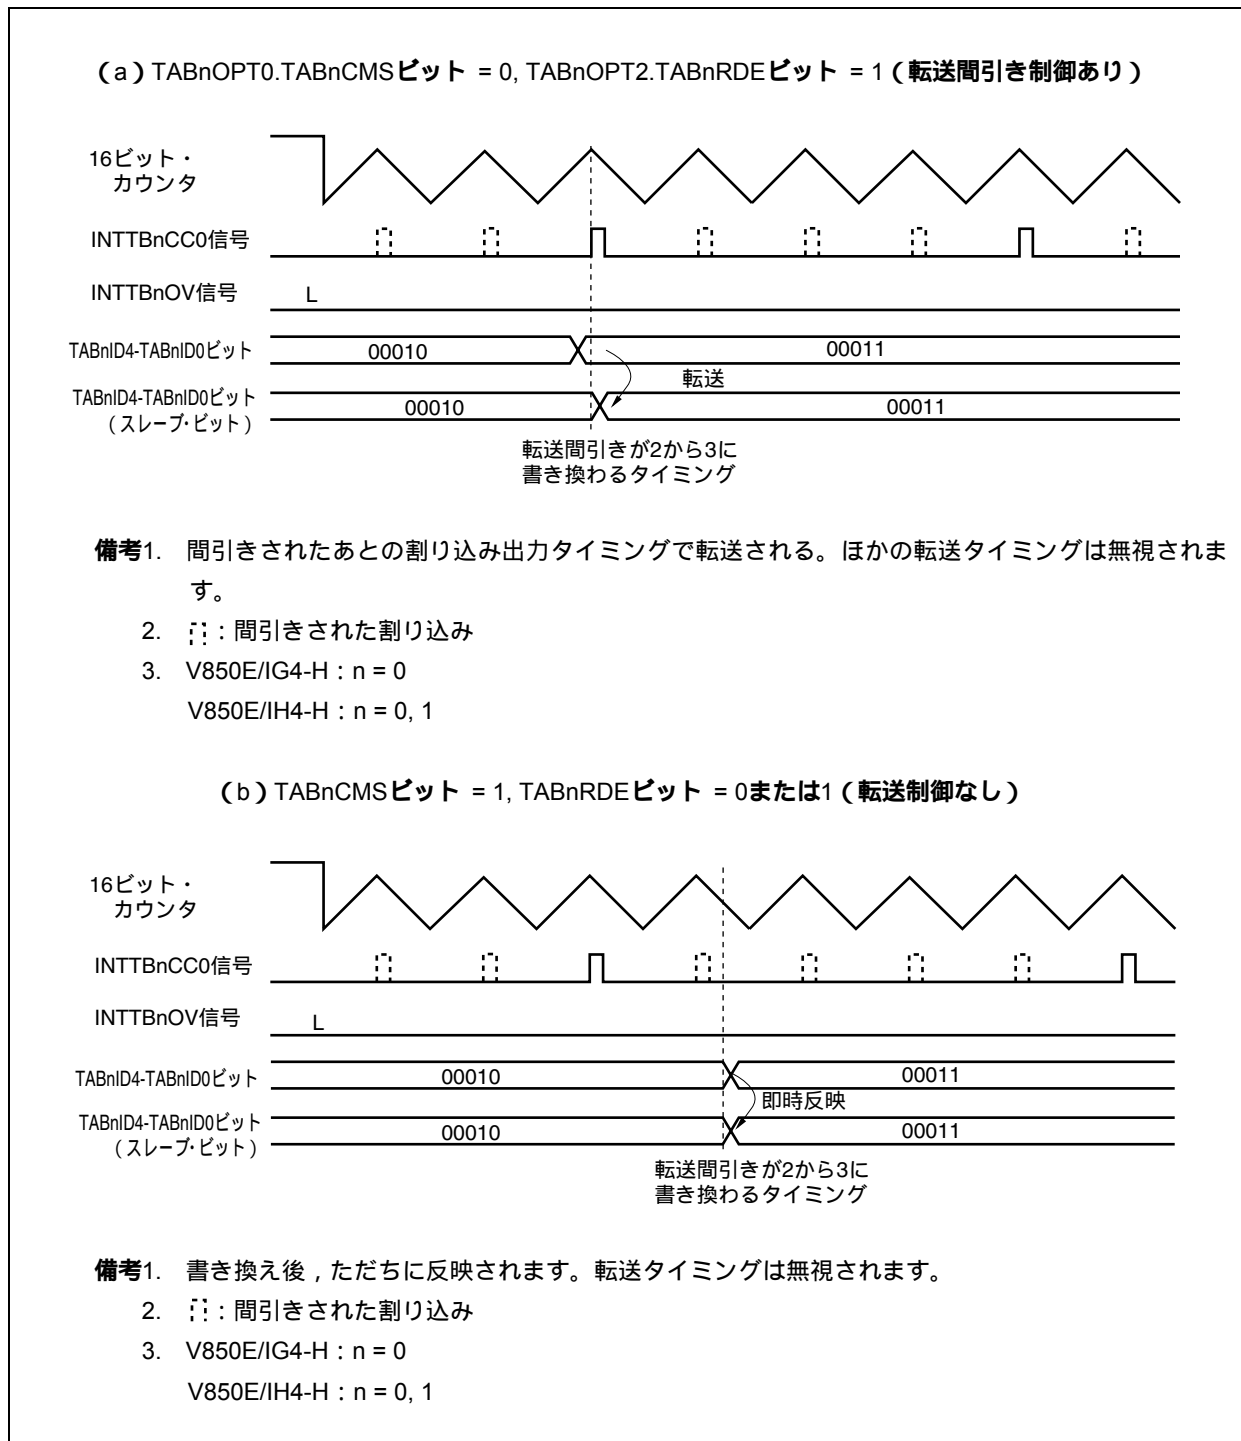 （a）TABnOPT0.TABnCMSビット = 0, TABnOPT2.TABnRDEビット = 1（転送間引き制御あり）
16ビット・
カウンタ
INTTBnCC0信号
INTTBnOV信号
L
TABnID4-TABnID0ビット
00010
00011
転送
TABnID4-TABnID0ビット
（スレーブ・ビット）
00010
00011
転送間引きが2から3に
書き換わるタイミング
備考1. 間引きされたあとの割り込み出力タイミングで転送される。ほかの転送タイミングは無視されま
す。
2. ：間引きされた割り込み
3. V850E/IG4-H：n = 0
V850E/IH4-H：n = 0, 1
（b）TABnCMSビット = 1, TABnRDEビット = 0または1（転送制御なし）
16ビット・
カウンタ
INTTBnCC0信号
INTTBnOV信号
L
TABnID4-TABnID0ビット
00010
00011
即時反映
TABnID4-TABnID0ビット
（スレーブ・ビット）
00010
00011
転送間引きが2から3に
書き換わるタイミング
備考1. 書き換え後，ただちに反映されます。転送タイミングは無視されます。
2. ：間引きされた割り込み
3. V850E/IG4-H：n = 0
V850E/IH4-H：n = 0, 1